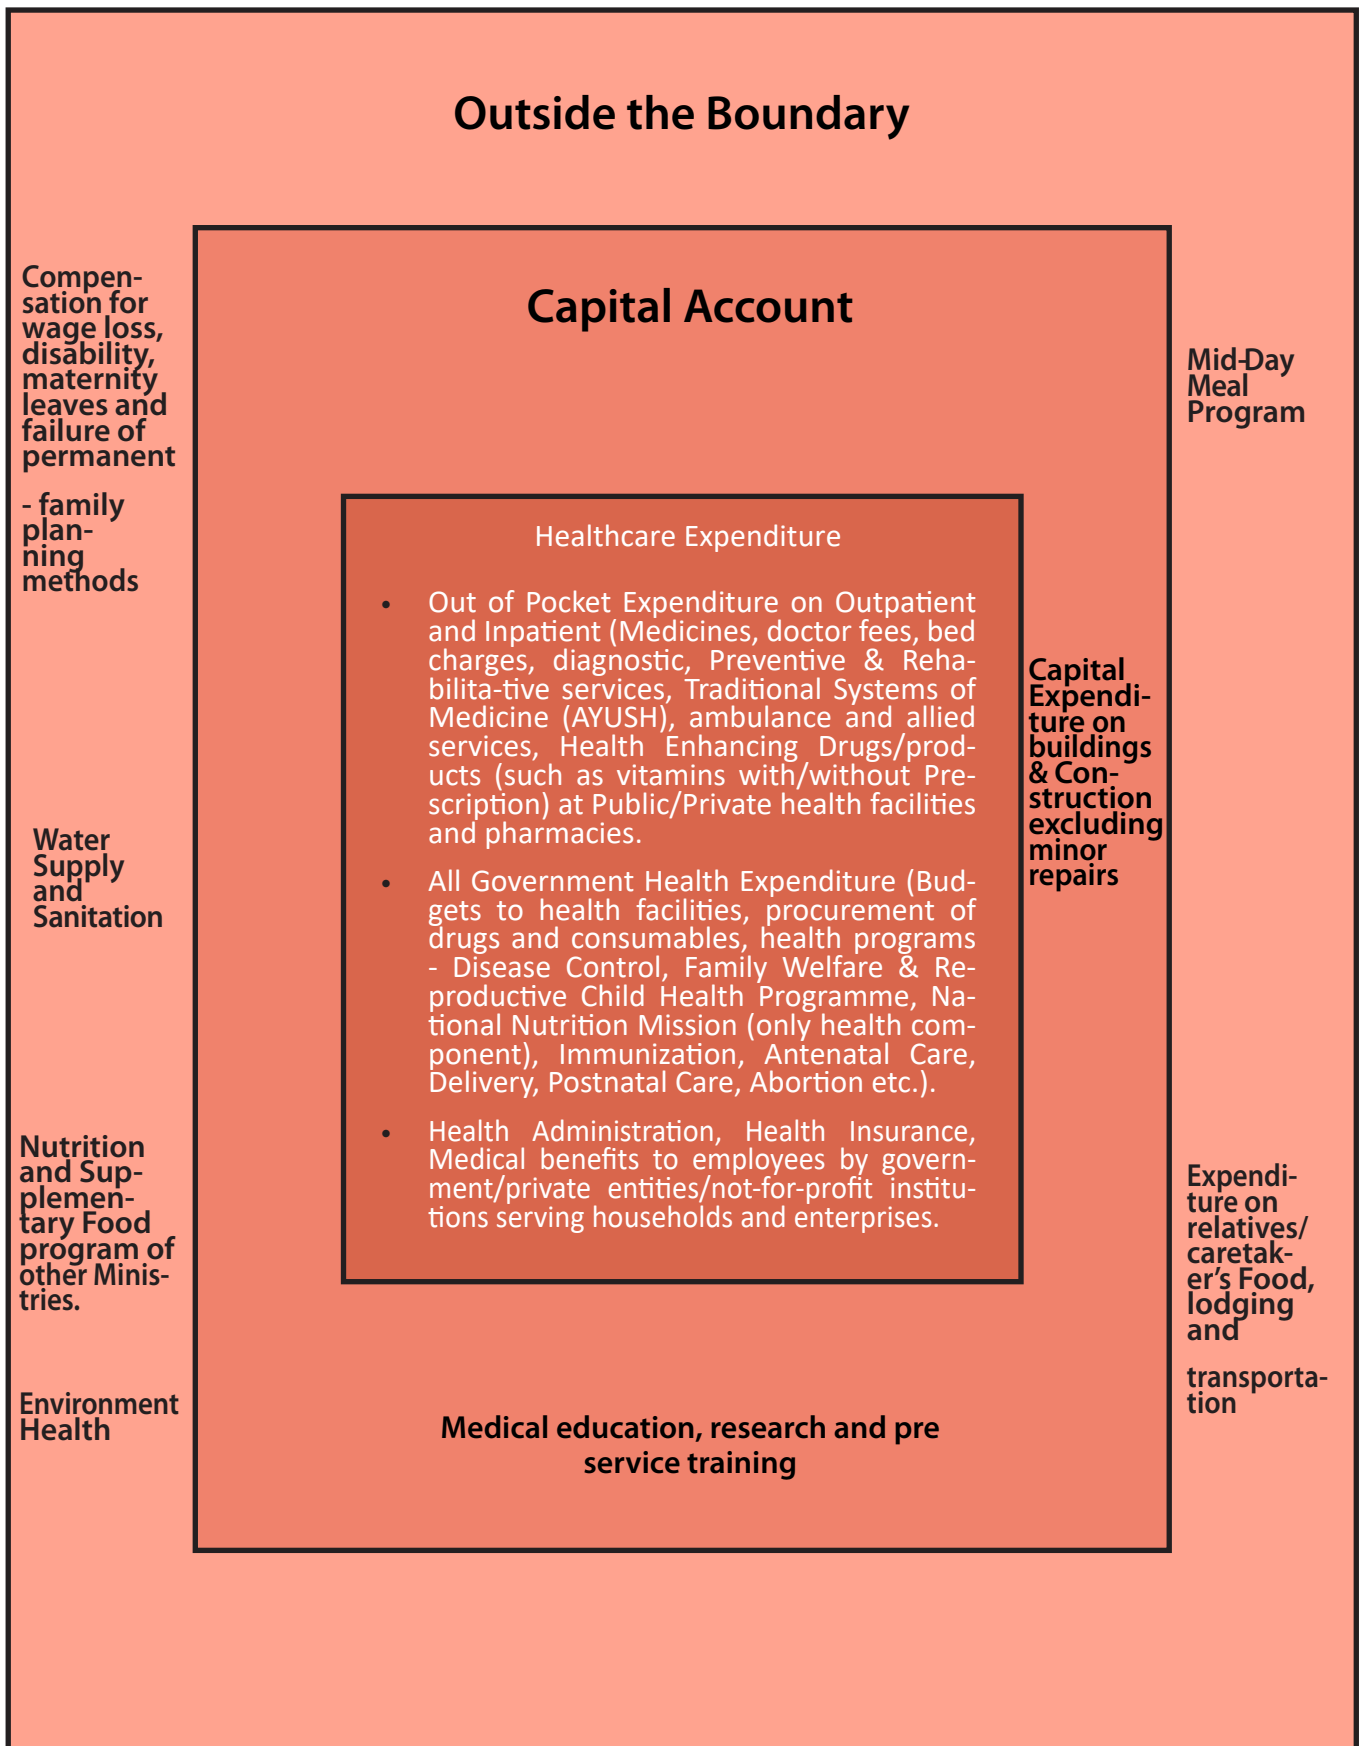 Outside the Boundary
Compen-
sation for
wage loss,
disability,
maternity
leaves and
failure of
permanent
- family
plan-
ning
methods
Water
Supply
and
Sanitation
Nutrition
and Sup-
plemen-
tary Food
program of
other Minis-
tries.
Environment
Health
Capital Account
Healthcare Expenditure
• Out of Pocket Expenditure on Outpatient
and Inpatient (Medicines, doctor fees, bed
charges, diagnostic, Preventive & Reha-
bilita-tive services, Traditional Systems of
Medicine (AYUSH), ambulance and allied
services, Health Enhancing Drugs/prod-
ucts (such as vitamins with/without Pre-
scription) at Public/Private health facilities
and pharmacies.
• All Government Health Expenditure (Bud-
gets to health facilities, procurement of
drugs and consumables, health programs
- Disease Control, Family Welfare & Re-
productive Child Health Programme, Na-
tional Nutrition Mission (only health com-
ponent), Immunization, Antenatal Care,
Delivery, Postnatal Care, Abortion etc.).
• Health Administration, Health Insurance,
Medical benefits to employees by govern-
ment/private entities/not-for-profit institu-
tions serving households and enterprises.
Capital
Expendi-
ture on
buildings
& Con-
struction
excluding
minor
repairs
Medical education, research and pre
service training
Mid-Day
Meal
Program
Expendi-
ture on
relatives/
caretak-
er's Food,
lodging
and
transporta-
tion